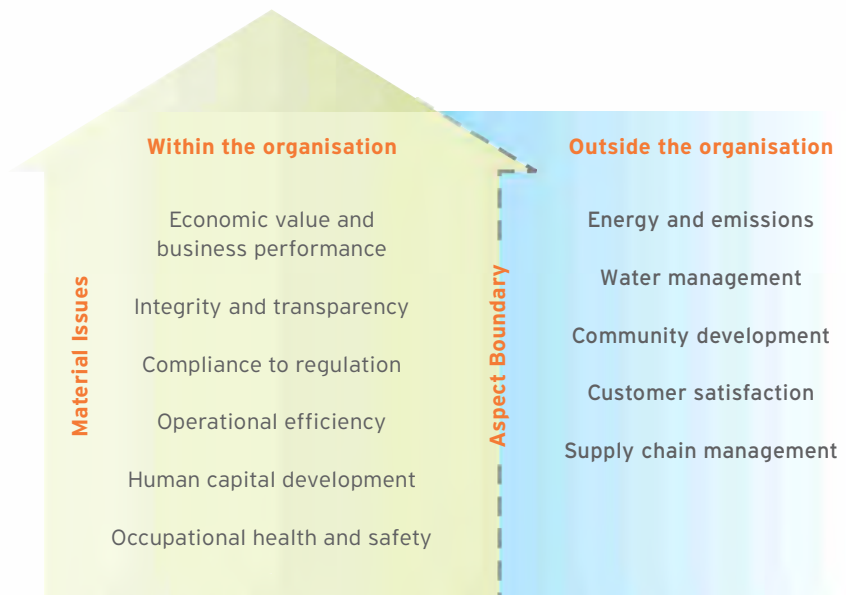 Within the organisation
Economic value and
business performance
Integrity and transparency
Compliance to regulation
Operational efficiency
Human capital development
Occupational health and safety
Material Issues
Aspect Boundary
Outside the organisation
Energy and emissions
Water management
Community development
Customer satisfaction
Supply chain management